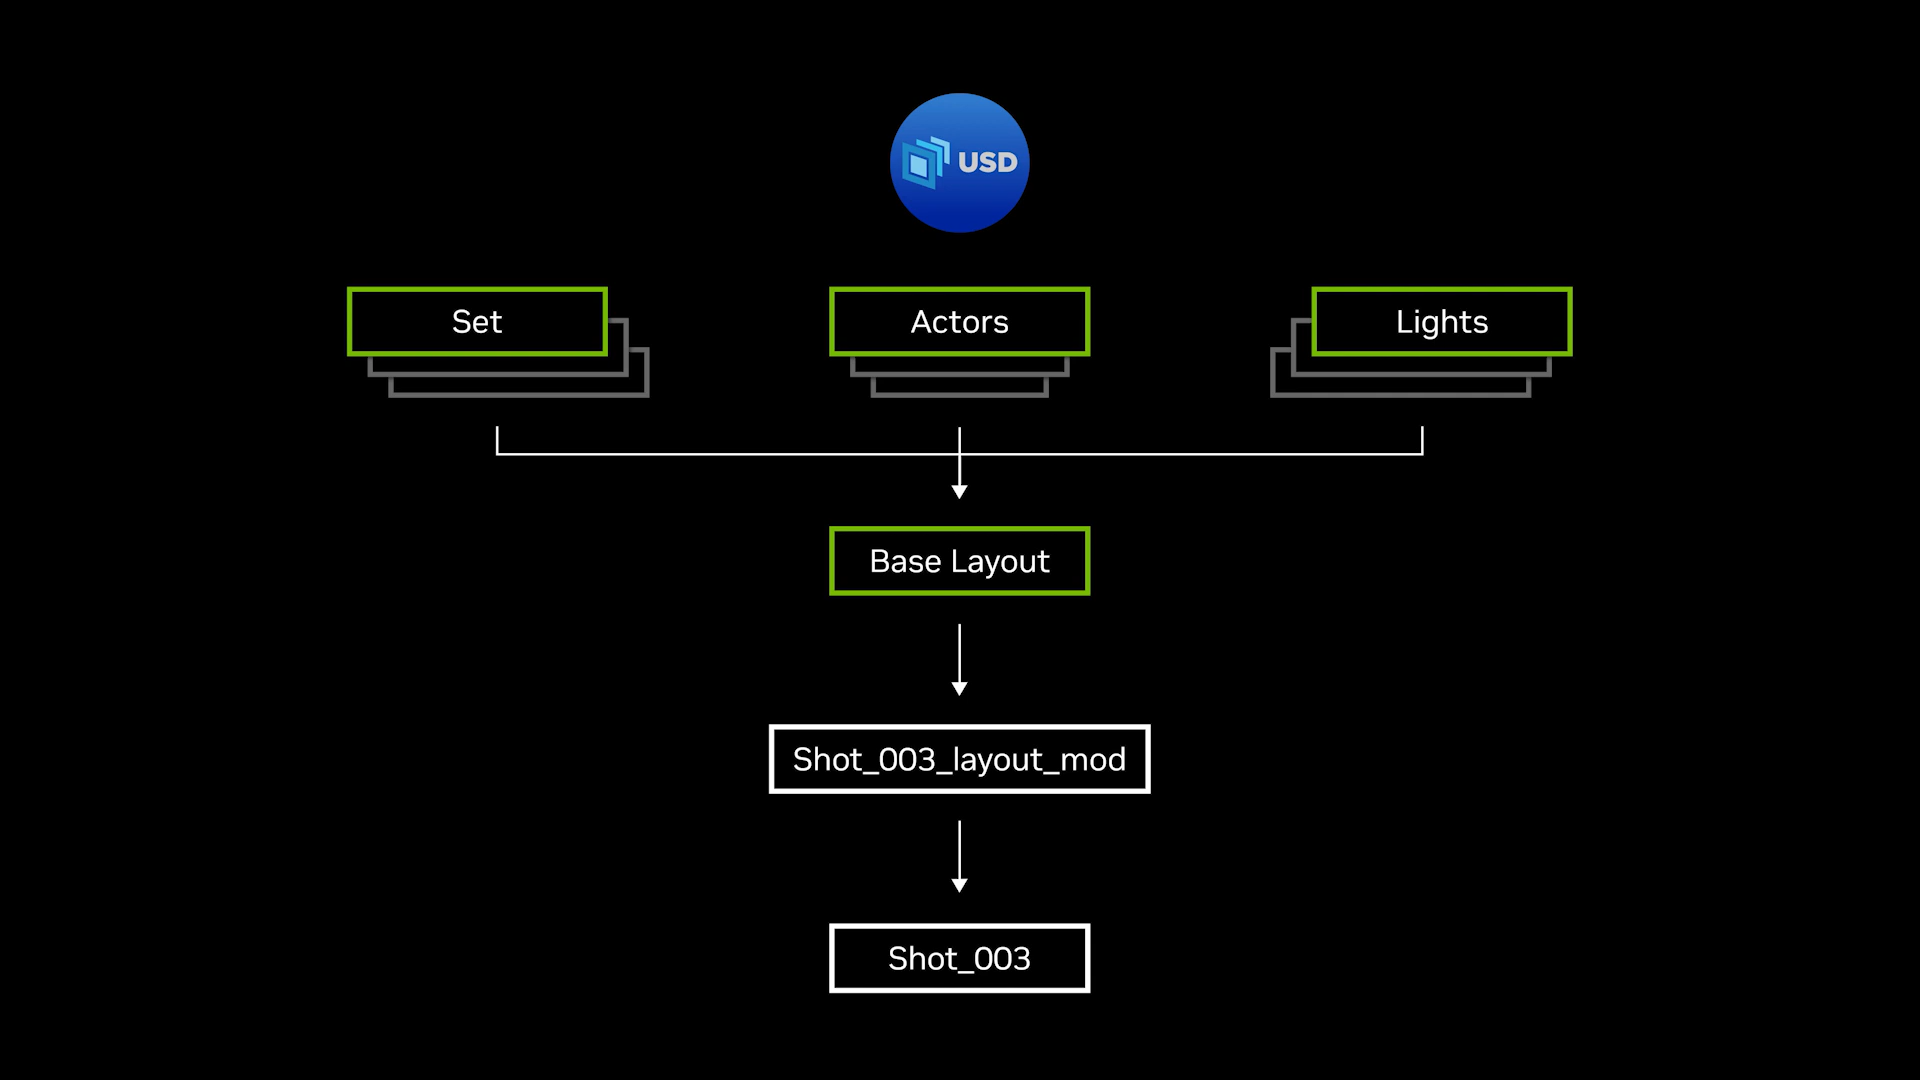 USD
Set
Actors
Lights
Base Layout
Shot_003_layout_mod
Shot_003